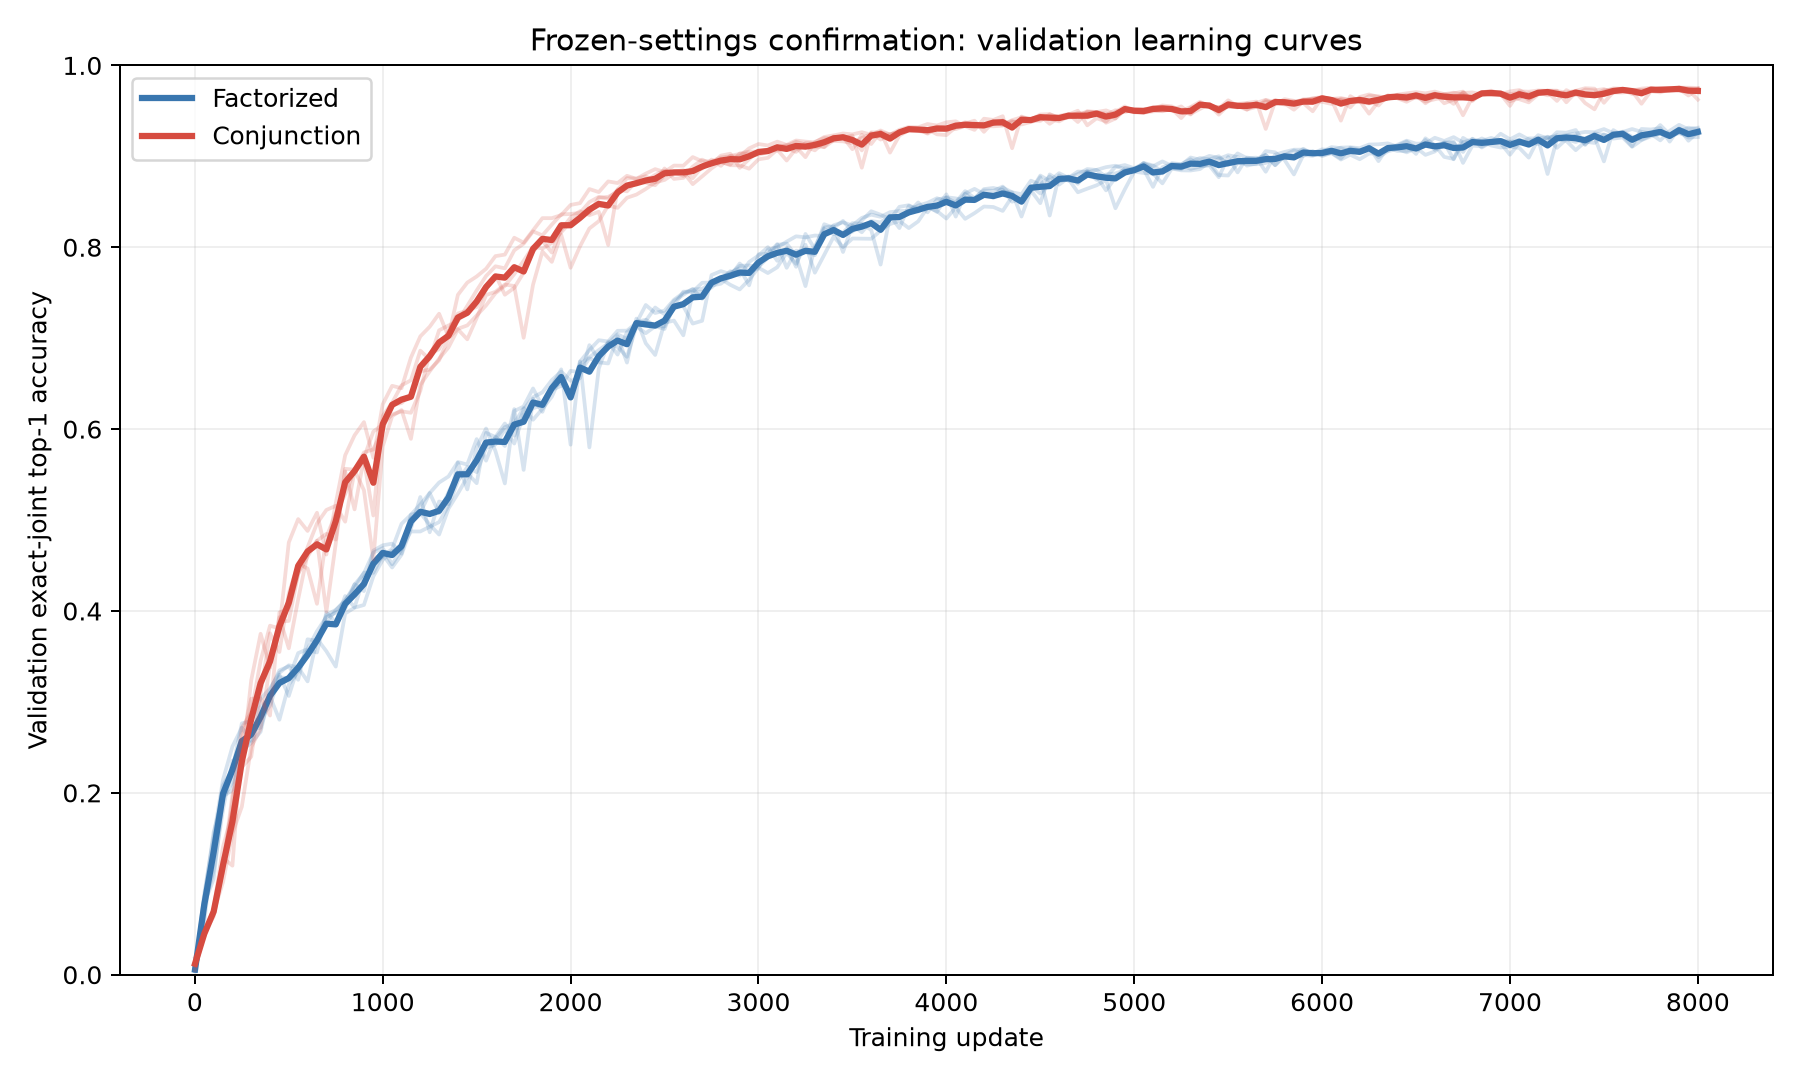 Frozen-settings confirmation: validation learning curves
Factorized
Conjunction
Validation exact-joint top-1 accuracy
1.0
0.8
0.6
0.4
0.2
0.0
0 1000 2000 3000 4000 5000 6000 7000 8000
Training update